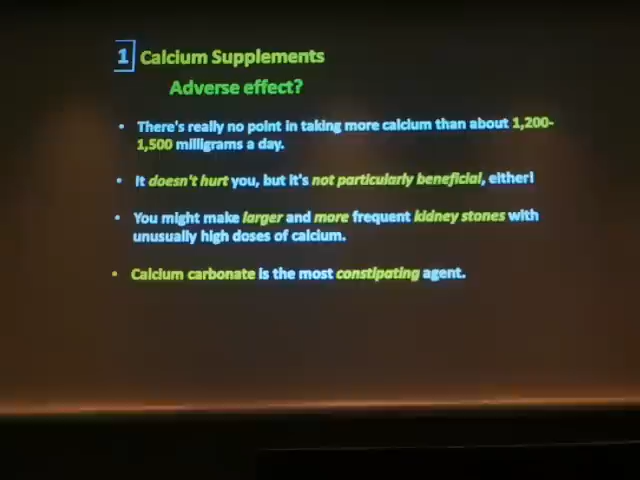 1 Calcium Supplements
Adverse effect?
• There's really no point in taking more calcium than about 1,200-
1,500 milligrams a day.
• It doesn't hurt you, but it's not particularly beneficial, either!
• You might make larger and more frequent kidney stones with
unusually high doses of calcium.
• Calcium carbonate is the most constipating agent.